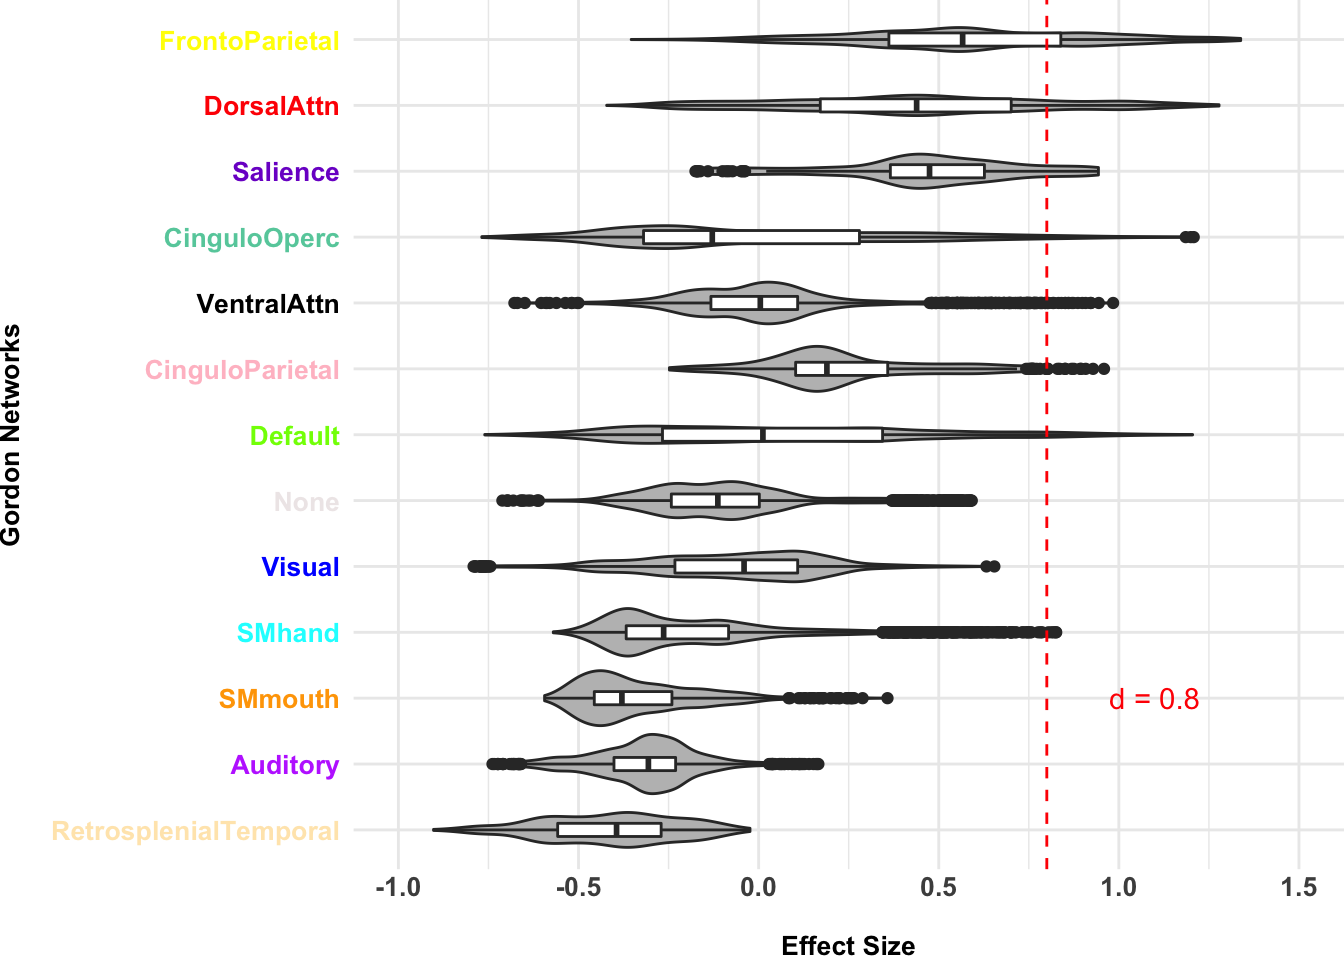 FrontoParietal
DorsalAttn
Salience
CinguloOperc
VentralAttn
CinguloParietal
Default
None
Visual
SMhand
SMmouth
Auditory
RetrosplenialTemporal
Gordon Networks
d = 0.8
-1.0 -0.5 0.0 0.5 1.0 1.5
Effect Size